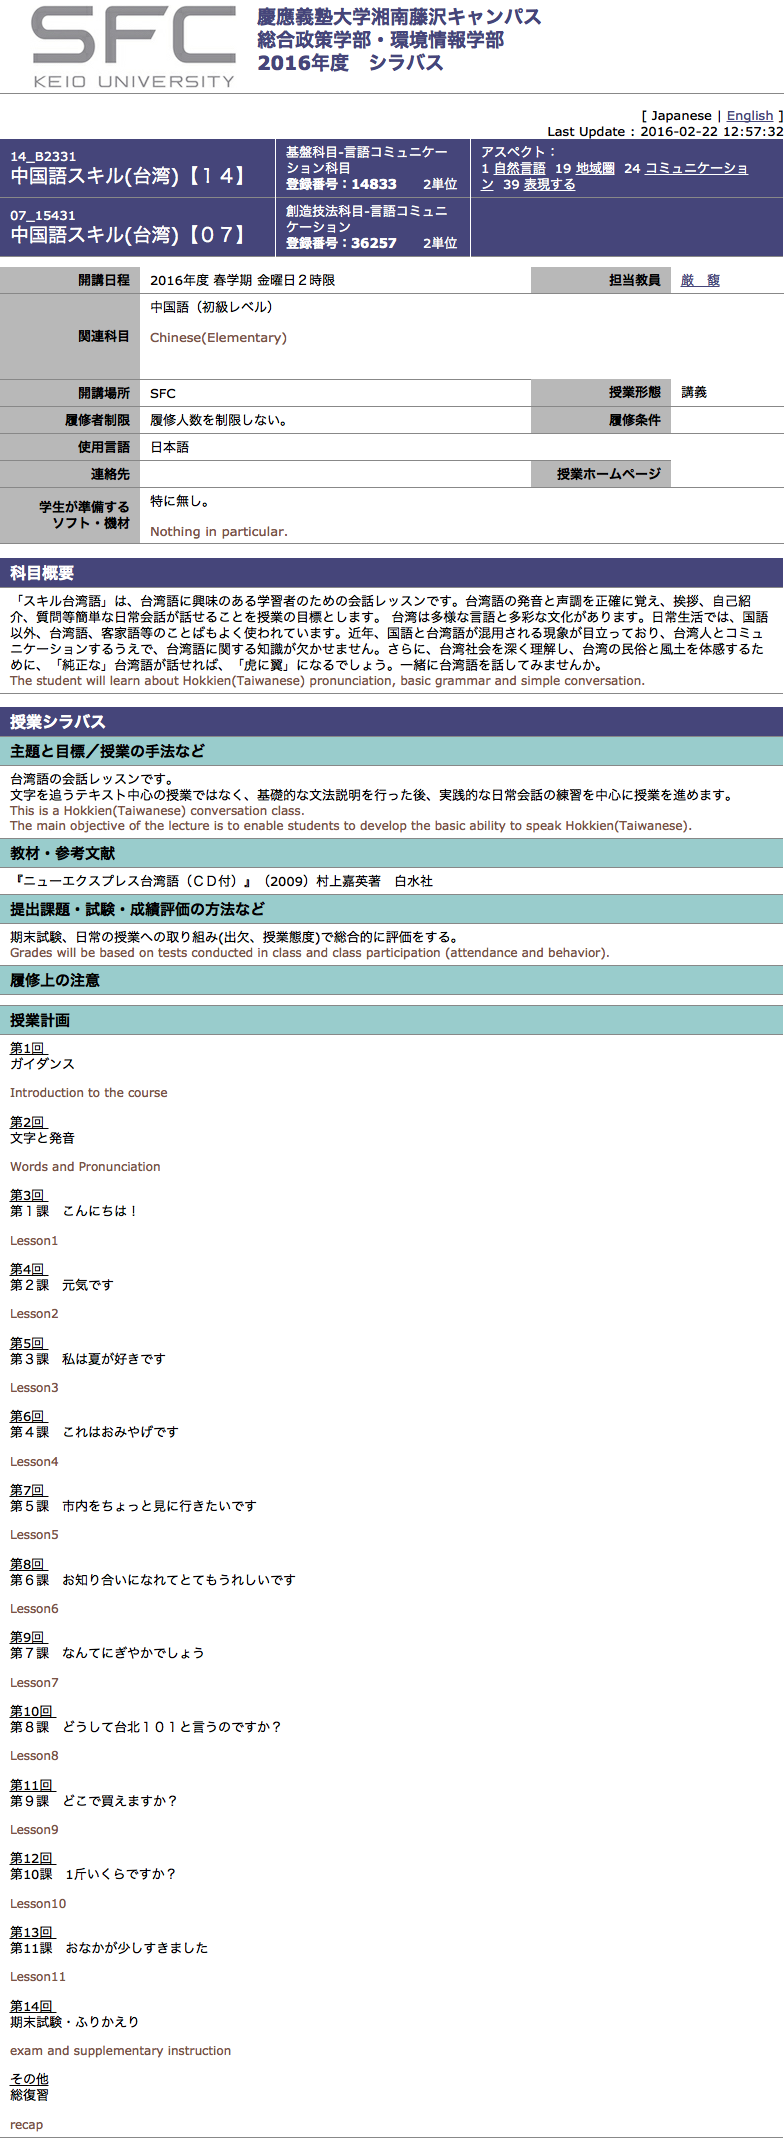 SFC
KEIO UNIVERSITY
慶應義塾大学湘南藤沢キャンパス
総合政策学部・環境情報学部
2016年度　シラバス
[ Japanese | English ]
Last Update : 2016-02-22 12:57:32
14_B2331
中国語スキル(台湾)【１４】
基盤科目-言語コミュニケー
ション科目
登録番号：14833 2単位
アスペクト：
1 自然言語 19 地域圏 24 コミュニケーショ
ン 39 表現する
07_15431
中国語スキル(台湾)【０７】
創造技法科目-言語コミュニ
ケーション
登録番号：36257 2単位
開講日程 2016年度 春学期 金曜日２時限 担当教員 厳　馥
関連科目
中国語（初級レベル）
Chinese(Elementary)
開講場所 SFC 授業形態 講義
履修者制限 履修人数を制限しない。 履修条件
使用言語 日本語
連絡先 授業ホームページ
学生が準備する
ソフト・機材
特に無し。
Nothing in particular.
科目概要
「スキル台湾語」は、台湾語に興味のある学習者のための会話レッスンです。台湾語の発音と声調を正確に覚え、挨拶、自己紹
介、質問等簡単な日常会話が話せることを授業の目標とします。 台湾は多様な言語と多彩な文化があります。日常生活では、国語
以外、台湾語、客家語等のことばもよく使われています。近年、国語と台湾語が混用される現象が目立っており、台湾人とコミュ
ニケーションするうえで、台湾語に関する知識が欠かせません。さらに、台湾社会を深く理解し、台湾の民俗と風土を体感するた
めに、「純正な」台湾語が話せれば、「虎に翼」になるでしょう。一緒に台湾語を話してみませんか。
The student will learn about Hokkien(Taiwanese) pronunciation, basic grammar and simple conversation.
授業シラバス
主題と目標／授業の手法など
台湾語の会話レッスンです。
文字を追うテキスト中心の授業ではなく、基礎的な文法説明を行った後、実践的な日常会話の練習を中心に授業を進めます。
This is a Hokkien(Taiwanese) conversation class.
The main objective of the lecture is to enable students to develop the basic ability to speak Hokkien(Taiwanese).
教材・参考文献
『ニューエクスプレス台湾語（ＣＤ付）』（2009）村上嘉英著　白水社
提出課題・試験・成績評価の方法など
期末試験、日常の授業への取り組み(出欠、授業態度)で総合的に評価をする。
Grades will be based on tests conducted in class and class participation (attendance and behavior).
履修上の注意
授業計画
第1回
ガイダンス
Introduction to the course
第2回
文字と発音
Words and Pronunciation
第3回
第１課　こんにちは！
Lesson1
第4回
第２課　元気です
Lesson2
第5回
第３課　私は夏が好きです
Lesson3
第6回
第４課　これはおみやげです
Lesson4
第7回
第５課　市内をちょっと見に行きたいです
Lesson5
第8回
第６課　お知り合いになれてとてもうれしいです
Lesson6
第9回
第７課　なんてにぎやかでしょう
Lesson7
第10回
第８課　どうして台北１０１と言うのですか？
Lesson8
第11回
第９課　どこで買えますか？
Lesson9
第12回
第10課　1斤いくらですか？
Lesson10
第13回
第11課　おなかが少しすきました
Lesson11
第14回
期末試験・ふりかえり
exam and supplementary instruction
その他
総復習
recap